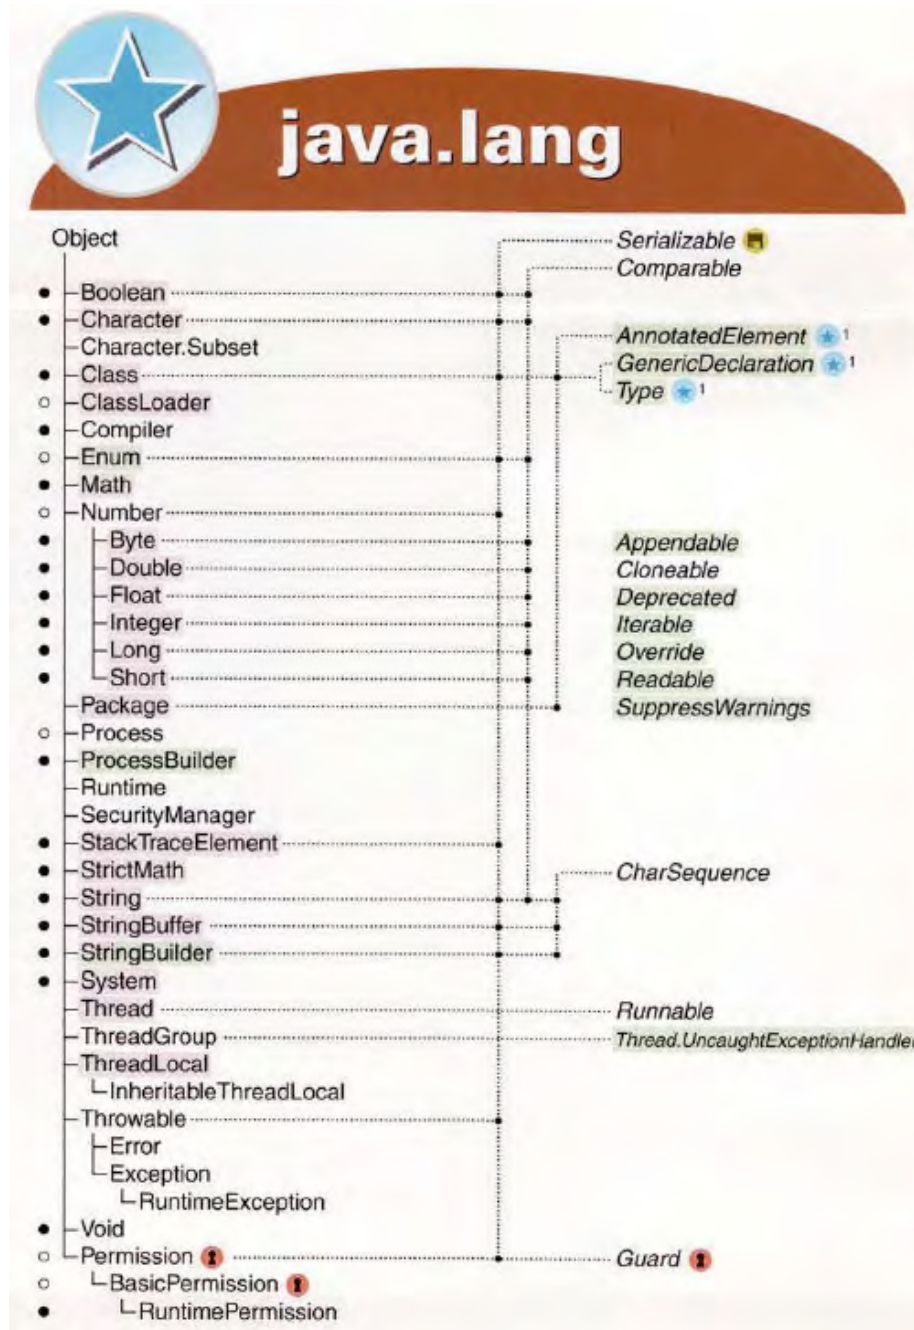 java.lang
Object
Serializable
Comparable
Boolean
Character
Character.Subset
AnnotatedElement 1
Class
GenericDeclaration 1
Type 1
ClassLoader
Compiler
Enum
Math
Number
Byte
Appendable
Double
Cloneable
Float
Deprecated
Integer
Iterable
Long
Override
Short
Readable
Package
SuppressWarnings
Process
ProcessBuilder
Runtime
SecurityManager
StackTraceElement
StrictMath
CharSequence
String
StringBuffer
StringBuilder
System
Thread
Runnable
ThreadGroup
Thread.UncaughtExceptionHandler
ThreadLocal
InheritableThreadLocal
Throwable
Error
Exception
RuntimeException
Void
Permission
Guard
BasicPermission
RuntimePermission